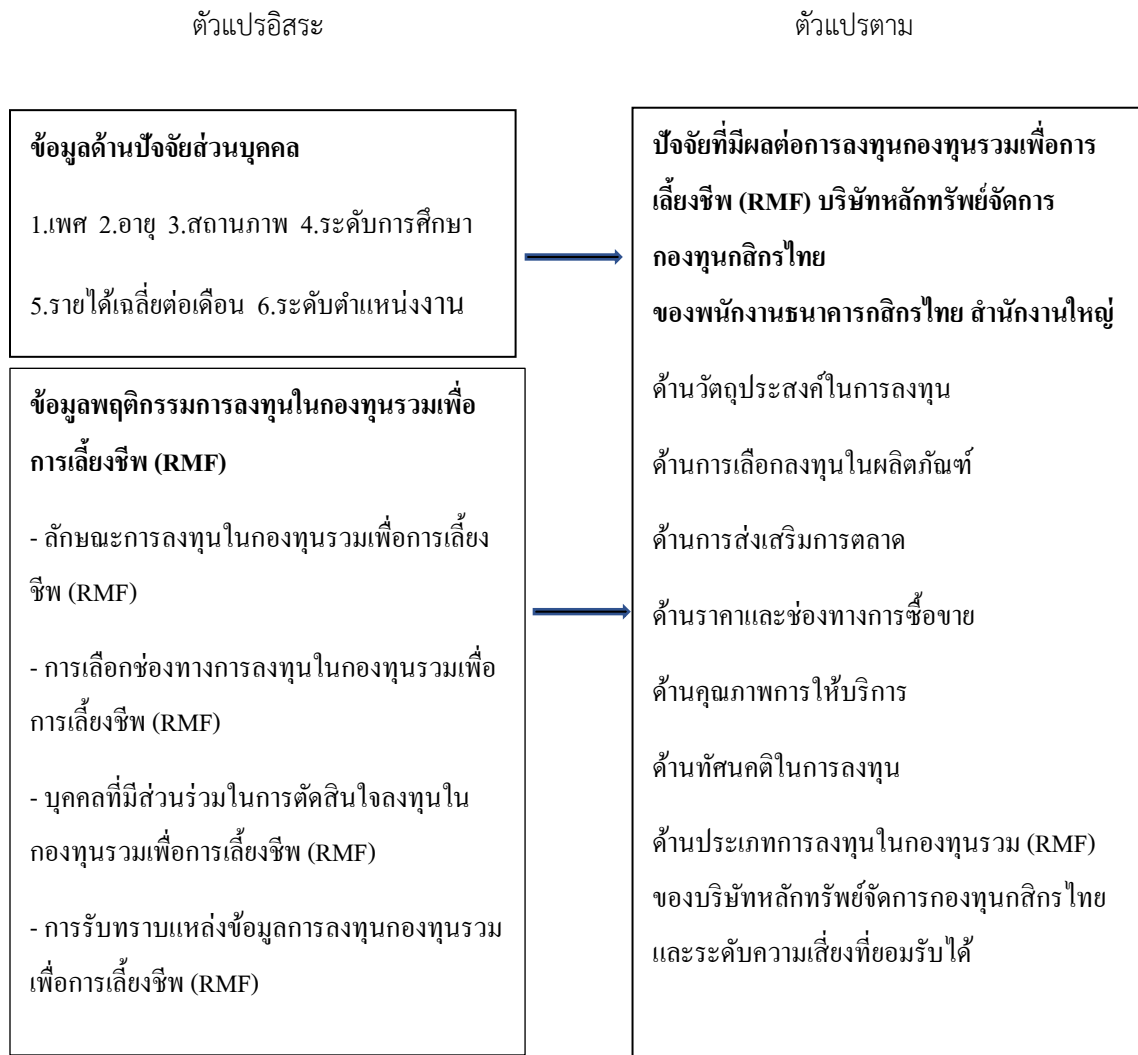 ตัวแปรอิสระ
ตัวแปรตาม
ข้อมูลด้านปัจจัยส่วนบุคคล
1.เพศ 2.อายุ 3.สถานภาพ 4.ระดับการศึกษา
5.รายได้เฉลี่ยต่อเดือน 6.ระดับตำแหน่งงาน
ข้อมูลพฤติกรรมการลงทุนในกองทุนรวมเพื่อ
การเลี้ยงชีพ (RMF)
- ลักษณะการลงทุนในกองทุนรวมเพื่อการเลี้ยง
ชีพ (RMF)
- การเลือกช่องทางการลงทุนในกองทุนรวมเพื่อ
การเลี้ยงชีพ (RMF)
- บุคคลที่มีส่วนร่วมในการตัดสินใจลงทุนใน
กองทุนรวมเพื่อการเลี้ยงชีพ (RMF)
- การรับทราบแหล่งข้อมูลการลงทุนกองทุนรวม
เพื่อการเลี้ยงชีพ (RMF)
ปัจจัยที่มีผลต่อการลงทุนกองทุนรวมเพื่อการ
เลี้ยงชีพ (RMF) บริษัทหลักทรัพย์จัดการ
กองทุนกสิกรไทย
ของพนักงานธนาคารกสิกรไทย สำนักงานใหญ่
ด้านวัตถุประสงค์ในการลงทุน
ด้านการเลือกลงทุนในผลิตภัณฑ์
ด้านการส่งเสริมการตลาด
ด้านราคาและช่องทางการซื้อขาย
ด้านคุณภาพการให้บริการ
ด้านทัศนคติในการลงทุน
ด้านประเภทการลงทุนในกองทุนรวม (RMF)
ของบริษัทหลักทรัพย์จัดการกองทุนกสิกรไทย
และระดับความเสี่ยงที่ยอมรับได้